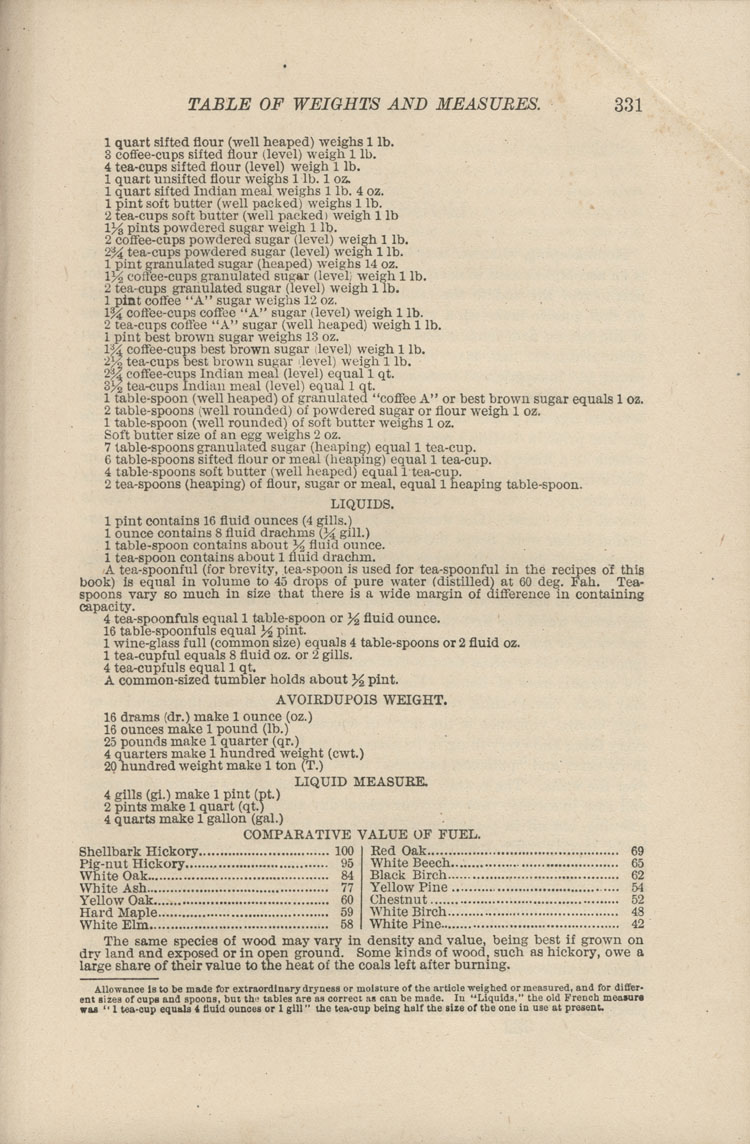 TABLE OF WEIGHTS AND MEASURES. 331
1 quart sifted flour (well heaped) weighs 1 lb.
3 coffee-cups sifted flour (level) weigh 1 lb.
4 tea-cups sifted flour (level) weigh 1 lb.
1 quart unsifted flour weighs 1 lb. 1 oz.
1 quart sifted Indian meal weighs 1 lb. 4 oz.
1 pint soft butter (well packed) weighs 1 lb.
2 tea-cups soft butter (well packed) weigh 1 lb
1⅛ pints powdered sugar weigh 1 lb.
2 coffee-cups powdered sugar (level) weigh 1 lb.
2¾ tea-cups powdered sugar (level) weigh 1 lb.
1 pint granulated sugar (heaped) weighs 14 oz.
1½ coffee-cups granulated sugar (level) weigh 1 lb.
2 tea-cups granulated sugar (level) weigh 1 lb.
1 pint coffee "A" sugar weighs 12 oz.
1¾ coffee-cups coffee "A" sugar (level) weigh 1 lb.
2 tea-cups coffee "A" sugar (well heaped) weigh 1 lb.
1 pint best brown sugar weighs 13 oz.
1¾ coffee-cups best brown sugar (level) weigh 1 lb.
2½ tea-cups best brown sugar (level) weigh 1 lb.
2¾ coffee-cups Indian meal (level) equal 1 qt.
3½ tea-cups Indian meal (level) equal 1 qt.
1 table-spoon (well heaped) of granulated "coffee A" or best brown sugar equals 1 oz.
2 table-spoons (well rounded) of powdered sugar or flour weigh 1 oz.
1 table-spoon (well rounded) of soft butter weighs 1 oz.
Soft butter size of an egg weighs 2 oz.
7 table-spoons granulated sugar (heaping) equal 1 tea-cup.
6 table-spoons sifted flour or meal (heaping) equal 1 tea-cup.
4 table-spoons soft butter (well heaped) equal 1 tea-cup.
2 tea-spoons (heaping) of flour, sugar or meal, equal 1 heaping table-spoon.
LIQUIDS.
1 pint contains 16 fluid ounces (4 gills.)
1 ounce contains 8 fluid drachms (¼ gill.)
1 table-spoon contains about ½ fluid ounce.
1 tea-spoon contains about 1 fluid drachm.
A tea-spoonful (for brevity, tea-spoon is used for tea-spoonful in the recipes of this
book) is equal in volume to 45 drops of pure water (distilled) at 60 deg. Fah. Tea-
spoons vary so much in size that there is a wide margin of difference in containing
capacity.
4 tea-spoonfuls equal 1 table-spoon or ½ fluid ounce.
16 table-spoonfuls equal ½ pint.
1 wine-glass full (common size) equals 4 table-spoons or 2 fluid oz.
1 tea-cupful equals 8 fluid oz. or 2 gills.
4 tea-cupfuls equal 1 qt.
A common-sized tumbler holds about ½ pint.
AVOIRDUPOIS WEIGHT.
16 drams (dr.) make 1 ounce (oz.)
16 ounces make 1 pound (lb.)
25 pounds make 1 quarter (qr.)
4 quarters make 1 hundred weight (cwt.)
20 hundred weight make 1 ton (T.)
LIQUID MEASURE.
4 gills (gi.) make 1 pint (pt.)
2 pints make 1 quart (qt.)
4 quarts make 1 gallon (gal.)
COMPARATIVE VALUE OF FUEL.
Shellbark Hickory 100 | Red Oak 69
Pig-nut Hickory 95 | White Beech 65
White Oak 84 | Black Birch 62
White Ash 77 | Yellow Pine 54
Yellow Oak 60 | Chestnut 52
Hard Maple 59 | White Birch 48
White Elm 58 | White Pine 42
The same species of wood may vary in density and value, being best if grown on
dry land and exposed or in open ground. Some kinds of wood, such as hickory, owe a
large share of their value to the heat of the coals left after burning.
Allowance is to be made for extraordinary dryness or moisture of the article weighed or measured, and for differ-
ent sizes of cups and spoons, but the tables are as correct as can be made. In "Liquids," the old French measure
was "1 tea-cup equals 4 fluid ounces or 1 gill" the tea-cup being half the size of the one in use at present.